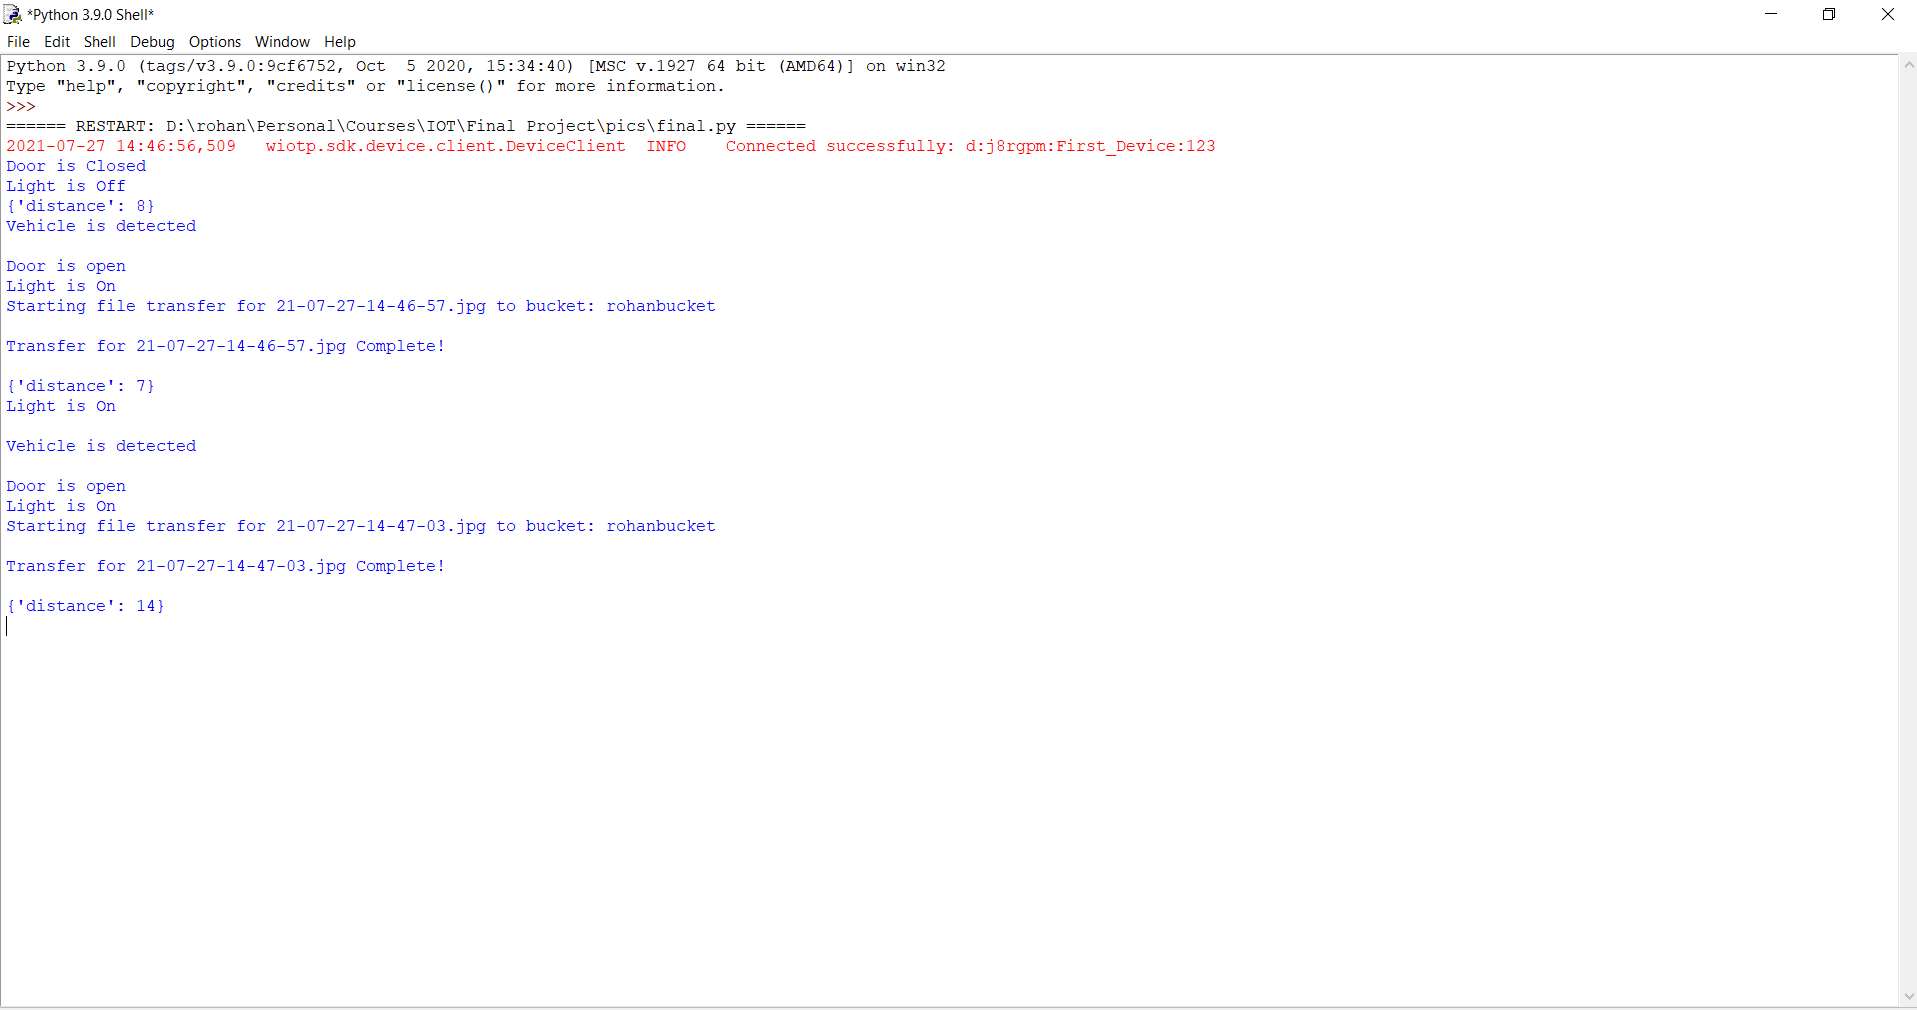 *Python 3.9.0 Shell*
File Edit Shell Debug Options Window Help
Python 3.9.0 (tags/v3.9.0:9cf6752, Oct  5 2020, 15:34:40) [MSC v.1927 64 bit (AMD64)] on win32
Type "help", "copyright", "credits" or "license()" for more information.
>>>
====== RESTART: D:\rohan\Personal\Courses\IOT\Final Project\pics\final.py ======
2021-07-27 14:46:56,509   wiotp.sdk.device.client.DeviceClient  INFO    Connected successfully: d:j8rgpm:First_Device:123
Door is Closed
Light is Off
{'distance': 8}
Vehicle is detected
Door is open
Light is On
Starting file transfer for 21-07-27-14-46-57.jpg to bucket: rohanbucket
Transfer for 21-07-27-14-46-57.jpg Complete!
{'distance': 7}
Light is On
Vehicle is detected
Door is open
Light is On
Starting file transfer for 21-07-27-14-47-03.jpg to bucket: rohanbucket
Transfer for 21-07-27-14-47-03.jpg Complete!
{'distance': 14}